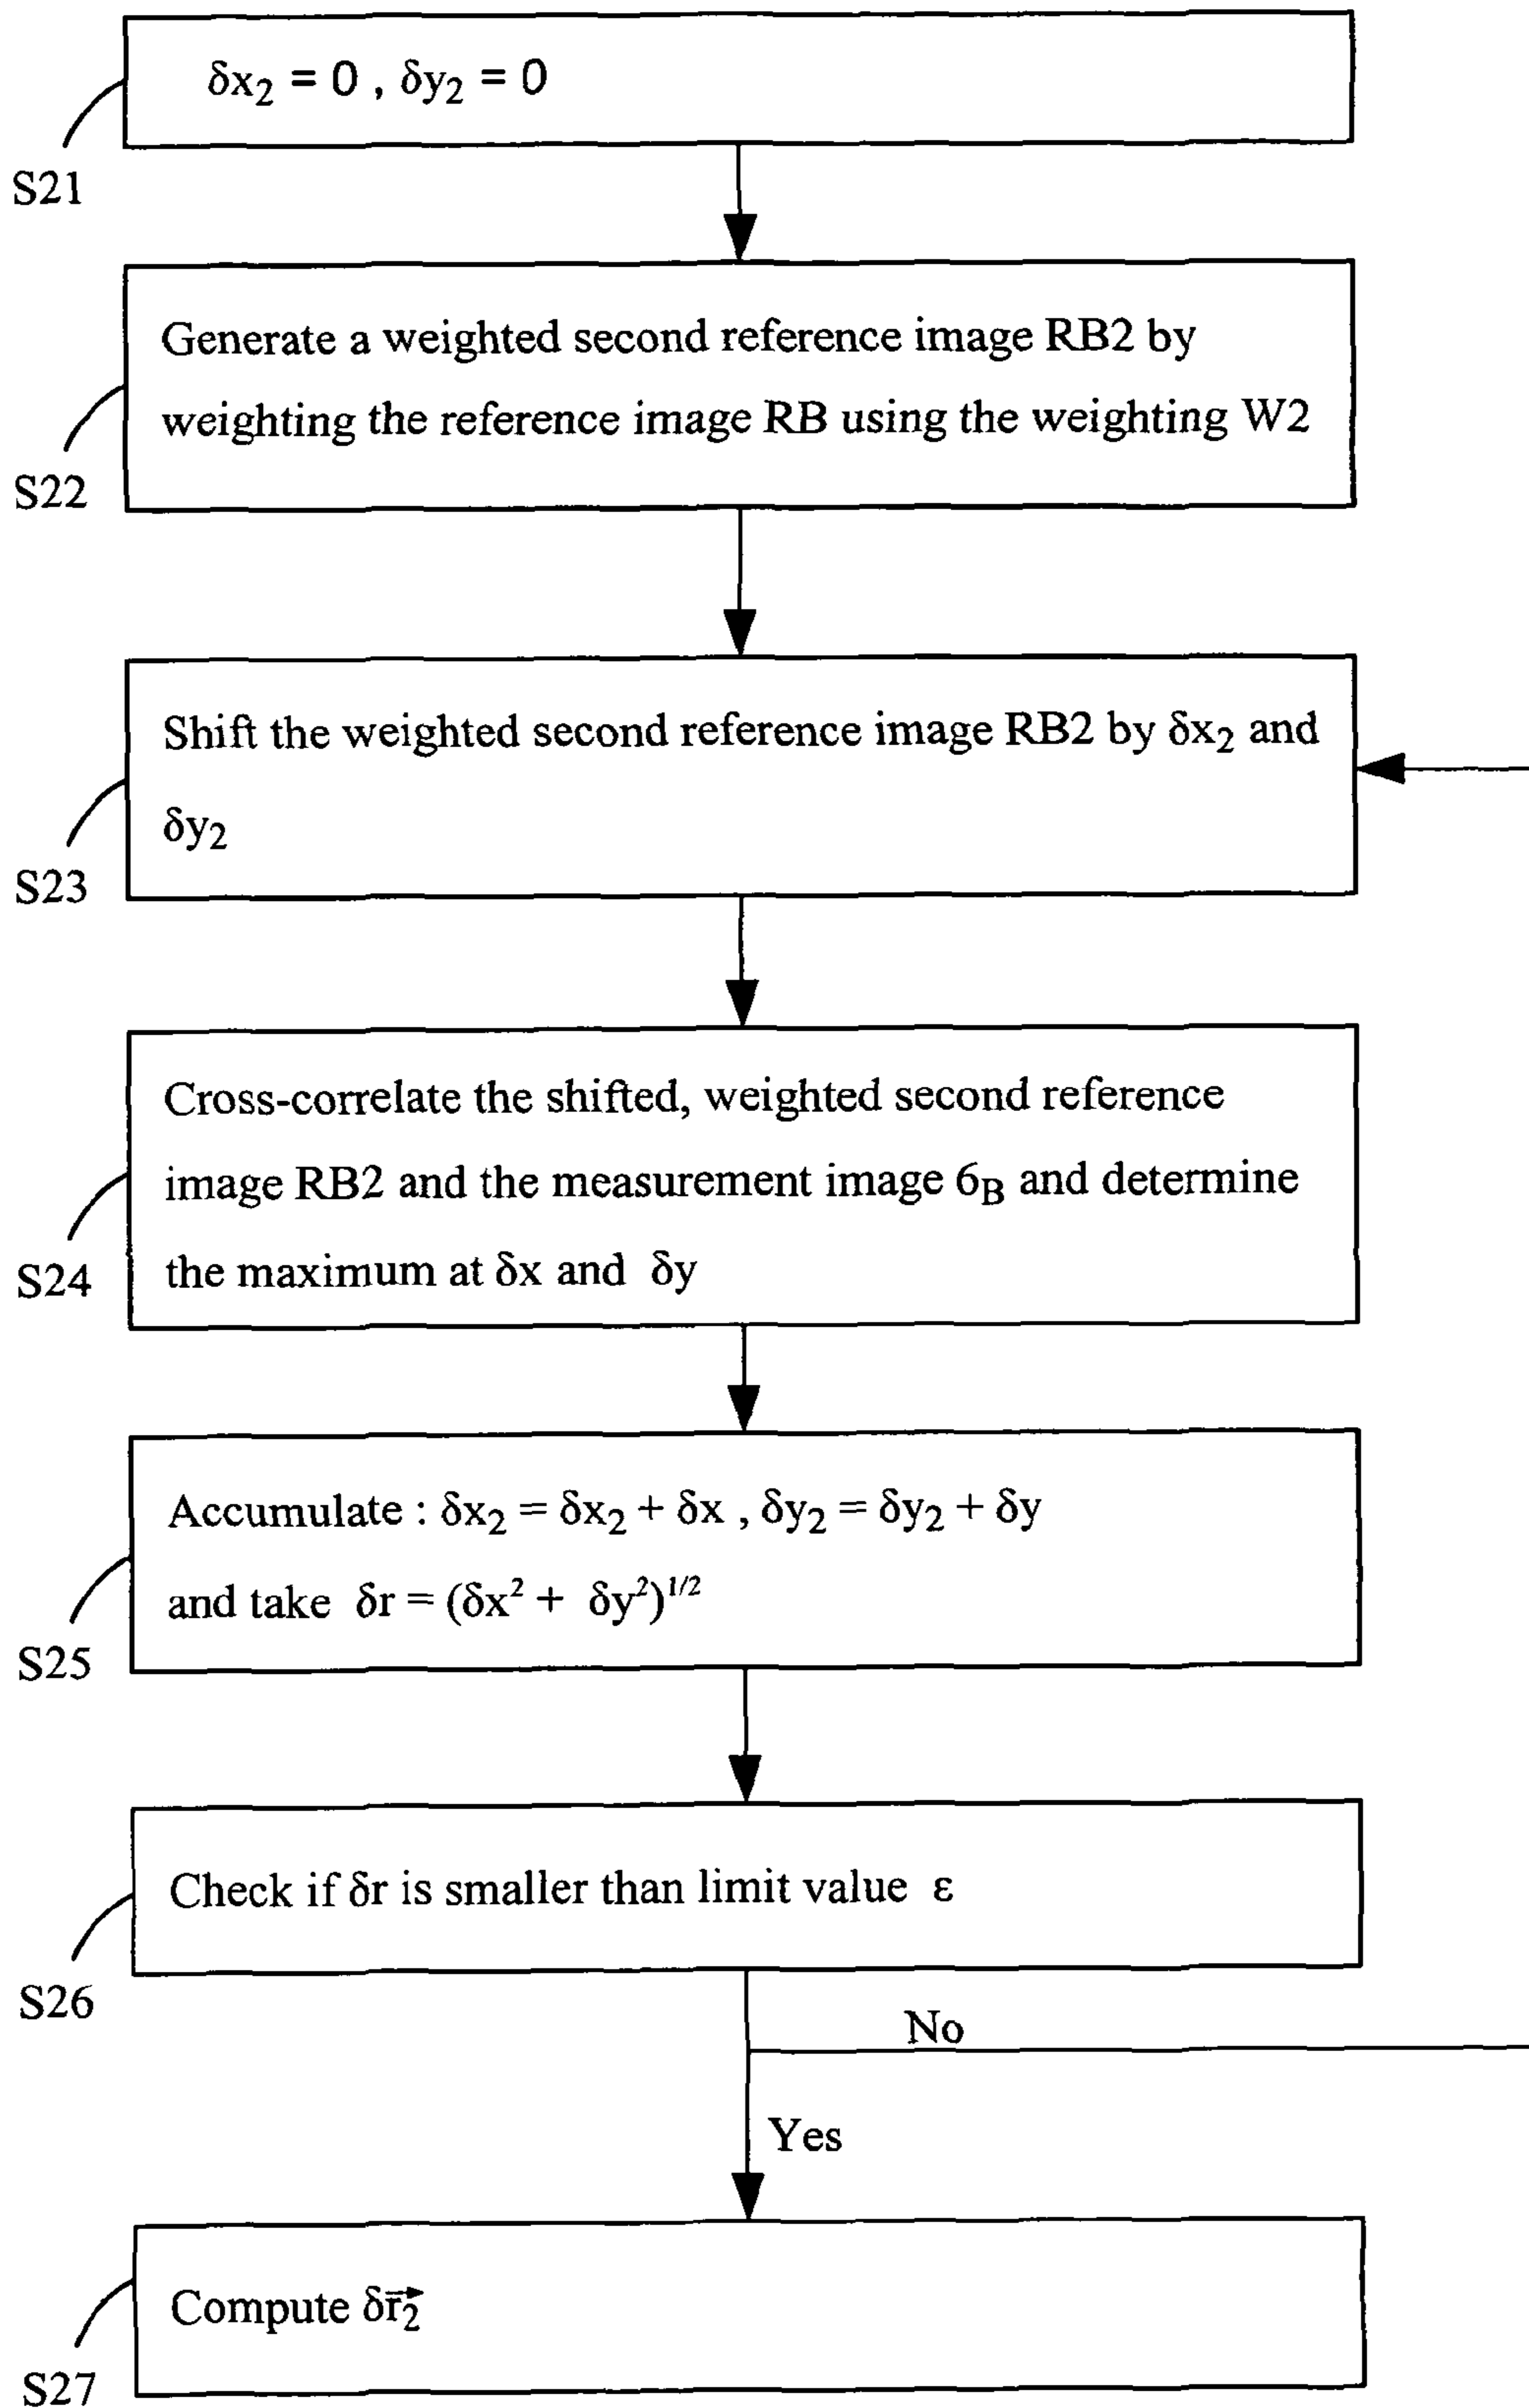 δx₂ = 0 , δy₂ = 0
S21
Generate a weighted second reference image RB2 by
weighting the reference image RB using the weighting W2
S22
Shift the weighted second reference image RB2 by δx₂ and
δy₂
S23
Cross-correlate the shifted, weighted second reference
image RB2 and the measurement image 6_B and determine
the maximum at δx and δy
S24
Accumulate : δx₂ = δx₂ + δx , δy₂ = δy₂ + δy
and take δr = (δx² + δy²)^1/2
S25
Check if δr is smaller than limit value ε
S26
No
Yes
Compute δr⃗₂
S27